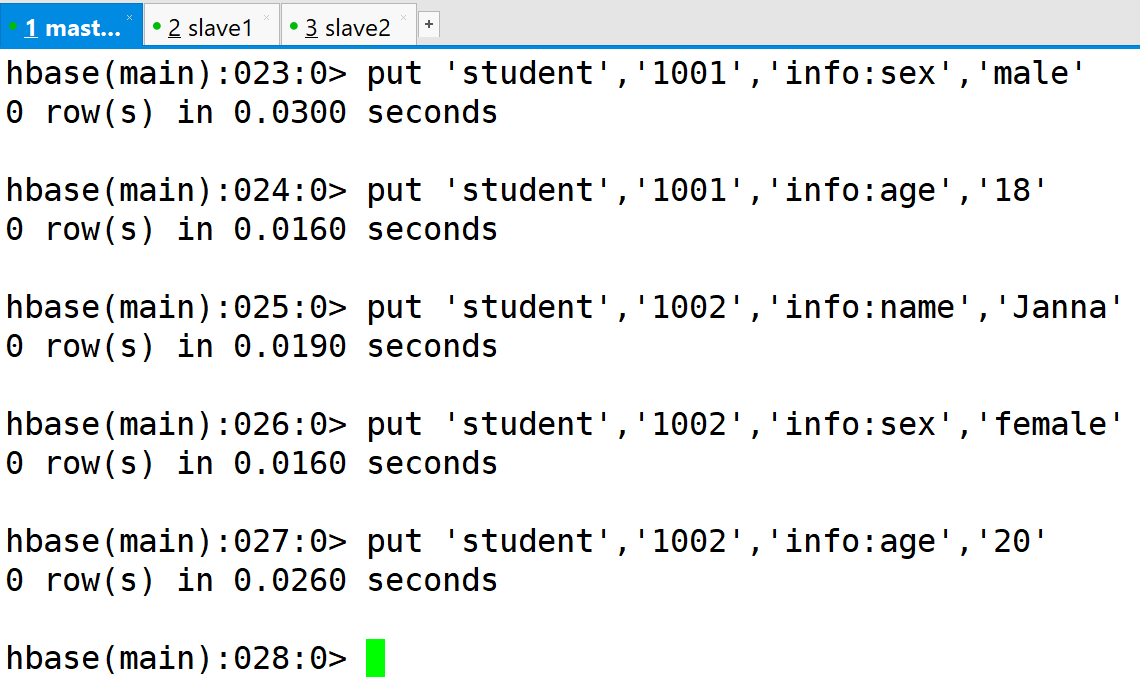 1 mast... × 2 slave1 × 3 slave2 × +
hbase(main):023:0> put 'student','1001','info:sex','male'
0 row(s) in 0.0300 seconds
hbase(main):024:0> put 'student','1001','info:age','18'
0 row(s) in 0.0160 seconds
hbase(main):025:0> put 'student','1002','info:name','Janna'
0 row(s) in 0.0190 seconds
hbase(main):026:0> put 'student','1002','info:sex','female'
0 row(s) in 0.0160 seconds
hbase(main):027:0> put 'student','1002','info:age','20'
0 row(s) in 0.0260 seconds
hbase(main):028:0>